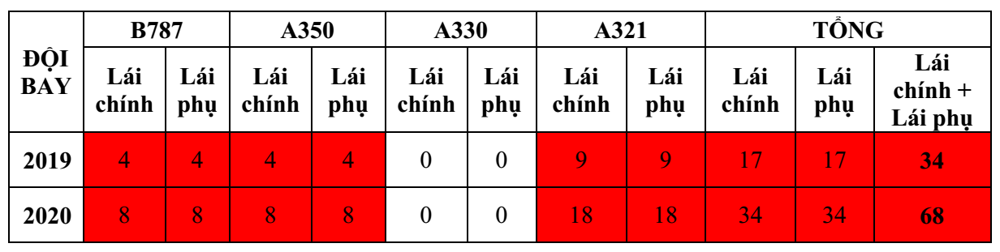 ĐỘI BAY B787 A350 A330 A321 TỔNG
Lái chính Lái phụ Lái chính Lái phụ Lái chính Lái phụ Lái chính Lái phụ Lái chính Lái phụ Lái chính + Lái phụ
2019 4 4 4 4 0 0 9 9 17 17 34
2020 8 8 8 8 0 0 18 18 34 34 68